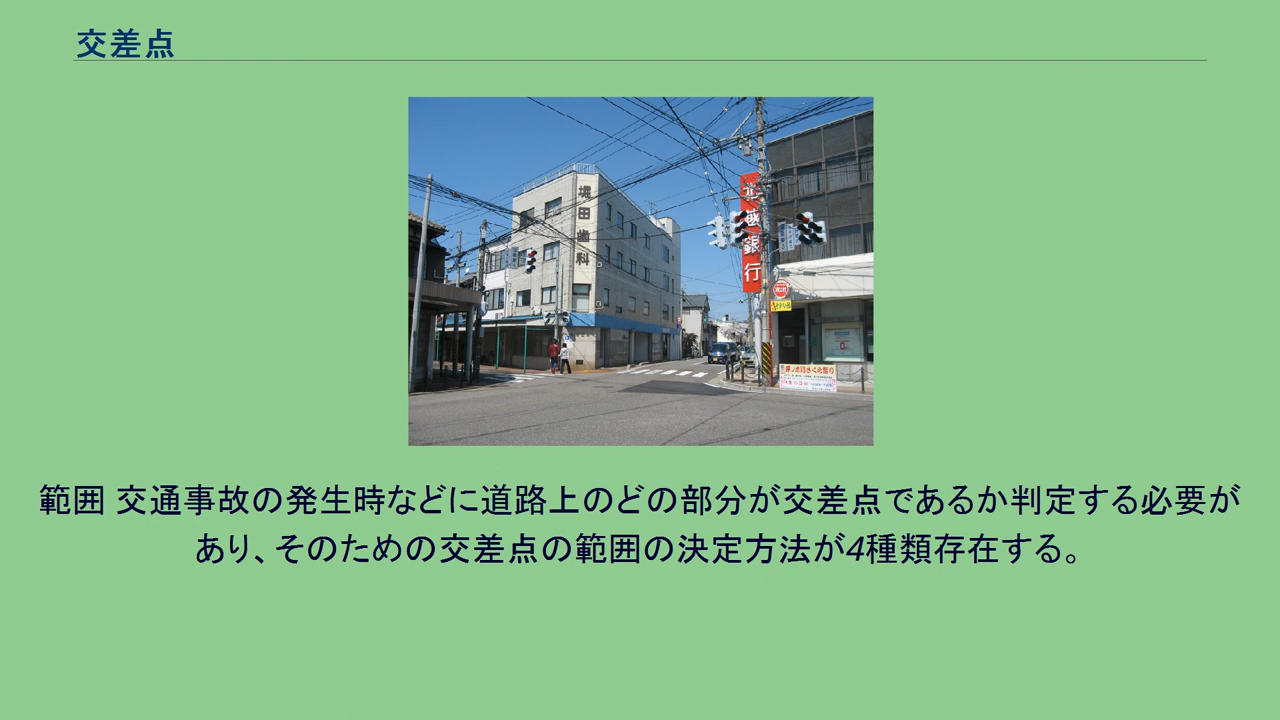 交差点
堀田歯科
北越銀行
範囲 交通事故の発生時などに道路上のどの部分が交差点であるか判定する必要が
あり、そのための交差点の範囲の決定方法が4種類存在する。